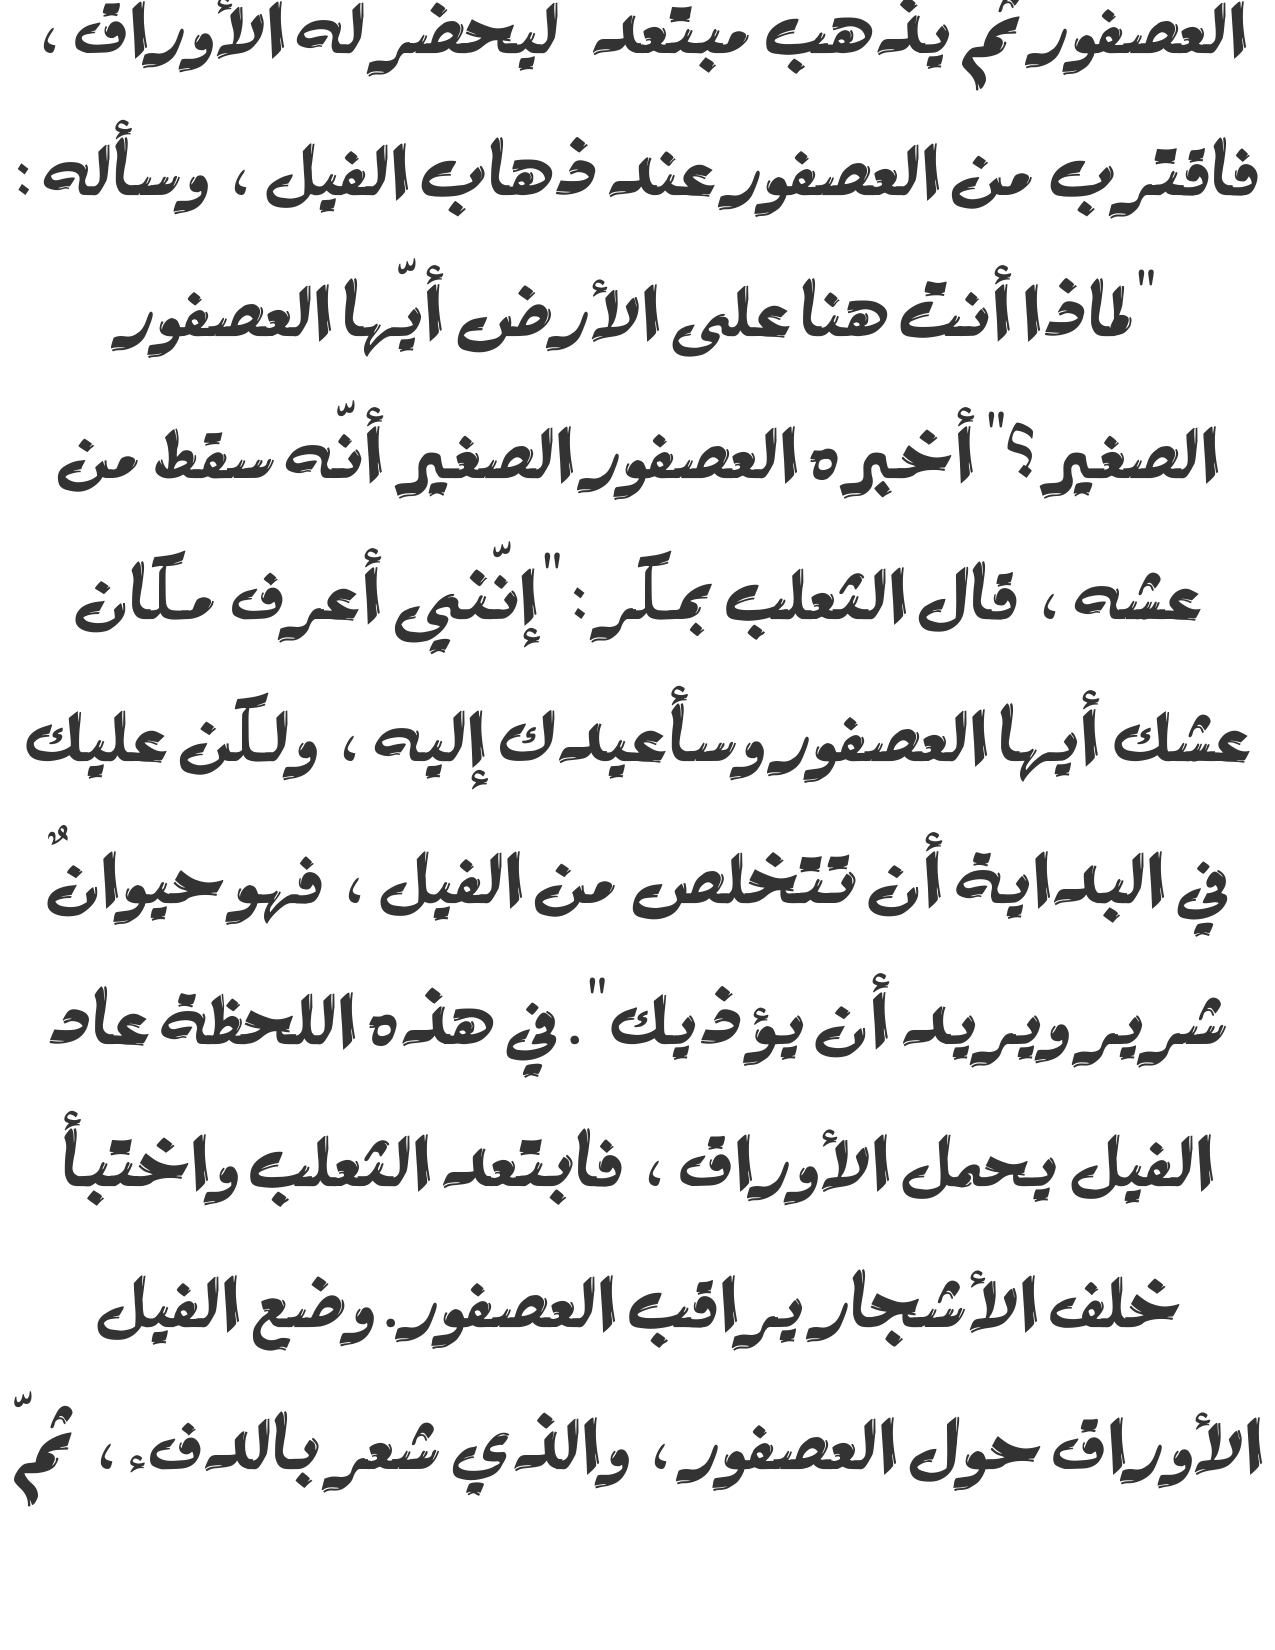 العصفور ثم يذهب مبتعد ليحضر له الأوراق ،
فاقترب من العصفور عند ذهاب الفيل ، وسأله :
"لماذا أنت هنا على الأرض أيّها العصفور
الصغير ؟" أخبره العصفور الصغير أنّه سقط من
عشه ، قال الثعلب بمكر : "إنّني أعرف مكان
عشك أيها العصفور وسأعيدك إليه ، ولكن عليك
في البداية أن تتخلص من الفيل ، فهو حيوانٌ
شرير ويريد أن يؤذيك" . في هذه اللحظة عاد
الفيل يحمل الأوراق ، فابتعد الثعلب واختبأ
خلف الأشجار يراقب العصفور. وضع الفيل
الأوراق حول العصفور ، والذي شعر بالدفء ، ثمّ